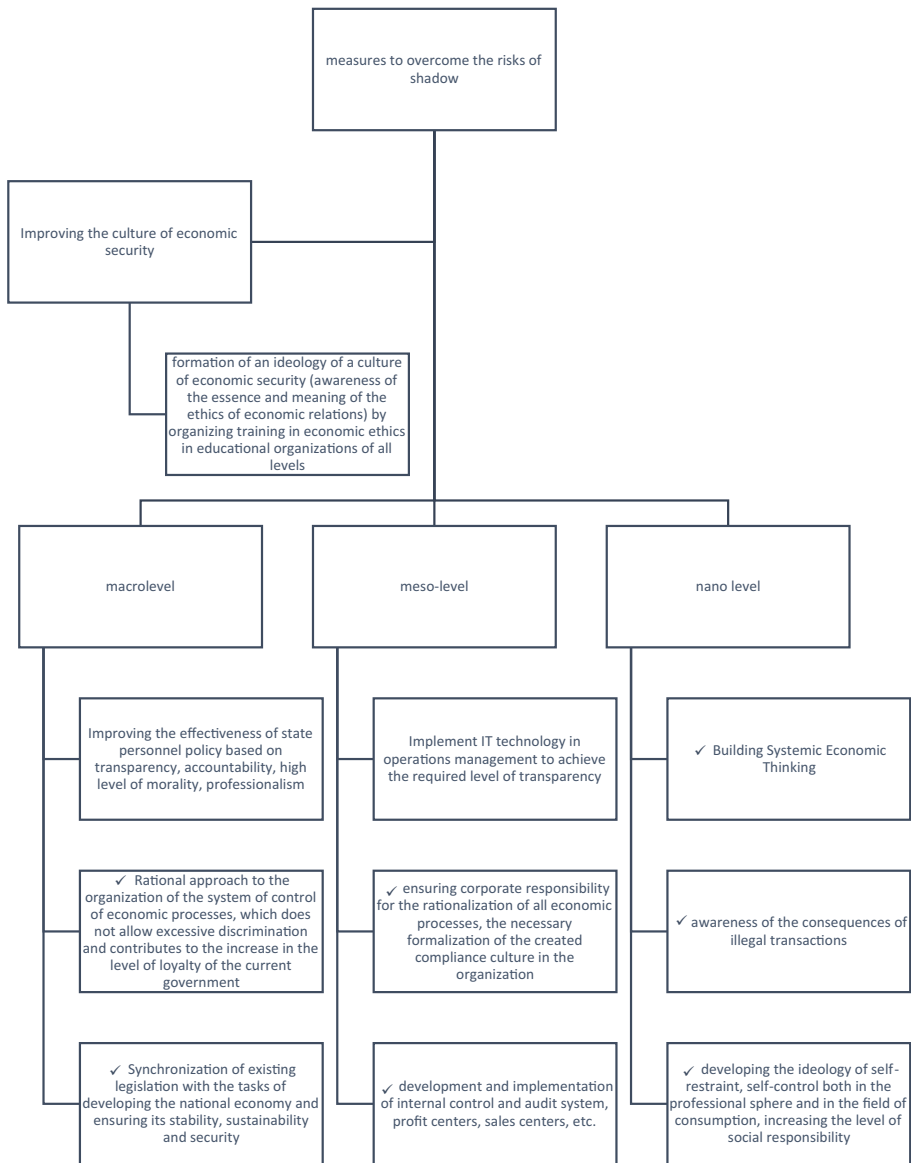 measures to overcome the risks of
shadow
Improving the culture of economic
security
formation of an ideology of a culture
of economic security (awareness of
the essence and meaning of the
ethics of economic relations) by
organizing training in economic ethics
in educational organizations of all
levels
macrolevel
meso-level
nano level
Improving the effectiveness of state
personnel policy based on
transparency, accountability, high
level of morality, professionalism
Implement IT technology in
operations management to achieve
the required level of transparency
✓ Building Systemic Economic
Thinking
✓ Rational approach to the
organization of the system of control
of economic processes, which does
not allow excessive discrimination
and contributes to the increase in the
level of loyalty of the current
government
✓ ensuring corporate responsibility
for the rationalization of all economic
processes, the necessary
formalization of the created
compliance culture in the
organization
✓ awareness of the consequences of
illegal transactions
✓ Synchronization of existing
legislation with the tasks of
developing the national economy and
ensuring its stability, sustainability
and security
✓ development and implementation
of internal control and audit system,
profit centers, sales centers, etc.
✓ developing the ideology of self-
restraint, self-control both in the
professional sphere and in the field of
consumption, increasing the level of
social responsibility